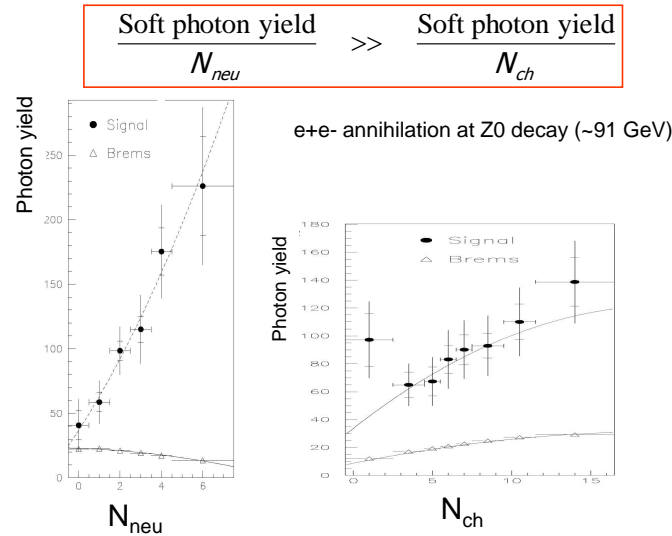 Soft photon yield
N_neu
>>
Soft photon yield
N_ch
e+e- annihilation at Z0 decay (~91 GeV)
Photon yield
Signal
Brems
250
200
150
100
50
0
0
2
4
6
N_neu
Photon yield
180
160
140
120
100
80
60
40
20
0
Signal
Brems
0
5
10
15
N_ch